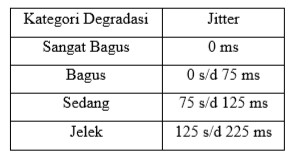 Kategori Degradasi Jitter
Sangat Bagus 0 ms
Bagus 0 s/d 75 ms
Sedang 75 s/d 125 ms
Jelek 125 s/d 225 ms